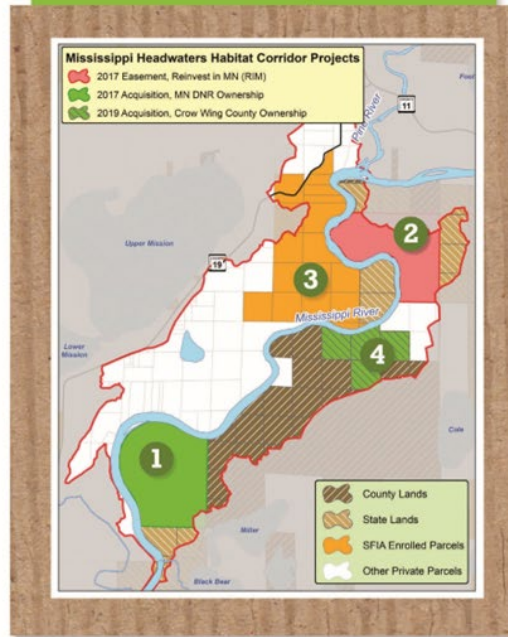 Mississippi Headwaters Habitat Corridor Projects
2017 Easement, Reinvest in MN (RIM)
2017 Acquisition, MN DNR Ownership
2019 Acquisition, Crow Wing County Ownership
Pine River
11
Upper Mission
2
19
3
Mississippi River
Lower
Mission
4
1
County Lands
State Lands
SFIA Enrolled Parcels
Other Private Parcels
Miller
Black Bear